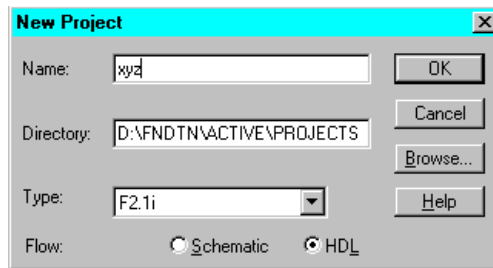 New Project
Name: xyz OK
Cancel
Directory: D:\FNDTN\ACTIVE\PROJECTS
Browse...
Type: F2.1i Help
Flow: Schematic HDL